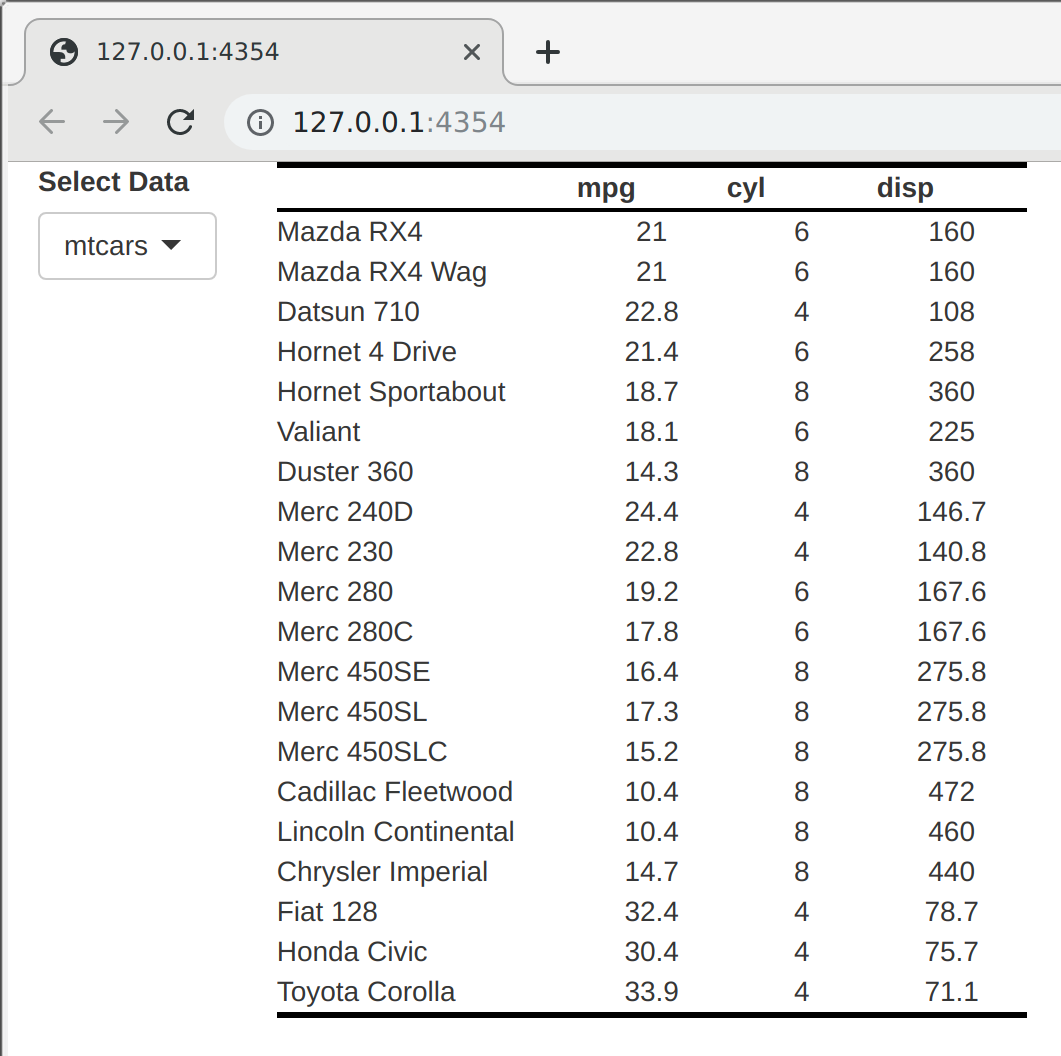 127.0.0.1:4354
127.0.0.1:4354
Select Data
mtcars
mpg cyl disp
Mazda RX4 21 6 160
Mazda RX4 Wag 21 6 160
Datsun 710 22.8 4 108
Hornet 4 Drive 21.4 6 258
Hornet Sportabout 18.7 8 360
Valiant 18.1 6 225
Duster 360 14.3 8 360
Merc 240D 24.4 4 146.7
Merc 230 22.8 4 140.8
Merc 280 19.2 6 167.6
Merc 280C 17.8 6 167.6
Merc 450SE 16.4 8 275.8
Merc 450SL 17.3 8 275.8
Merc 450SLC 15.2 8 275.8
Cadillac Fleetwood 10.4 8 472
Lincoln Continental 10.4 8 460
Chrysler Imperial 14.7 8 440
Fiat 128 32.4 4 78.7
Honda Civic 30.4 4 75.7
Toyota Corolla 33.9 4 71.1